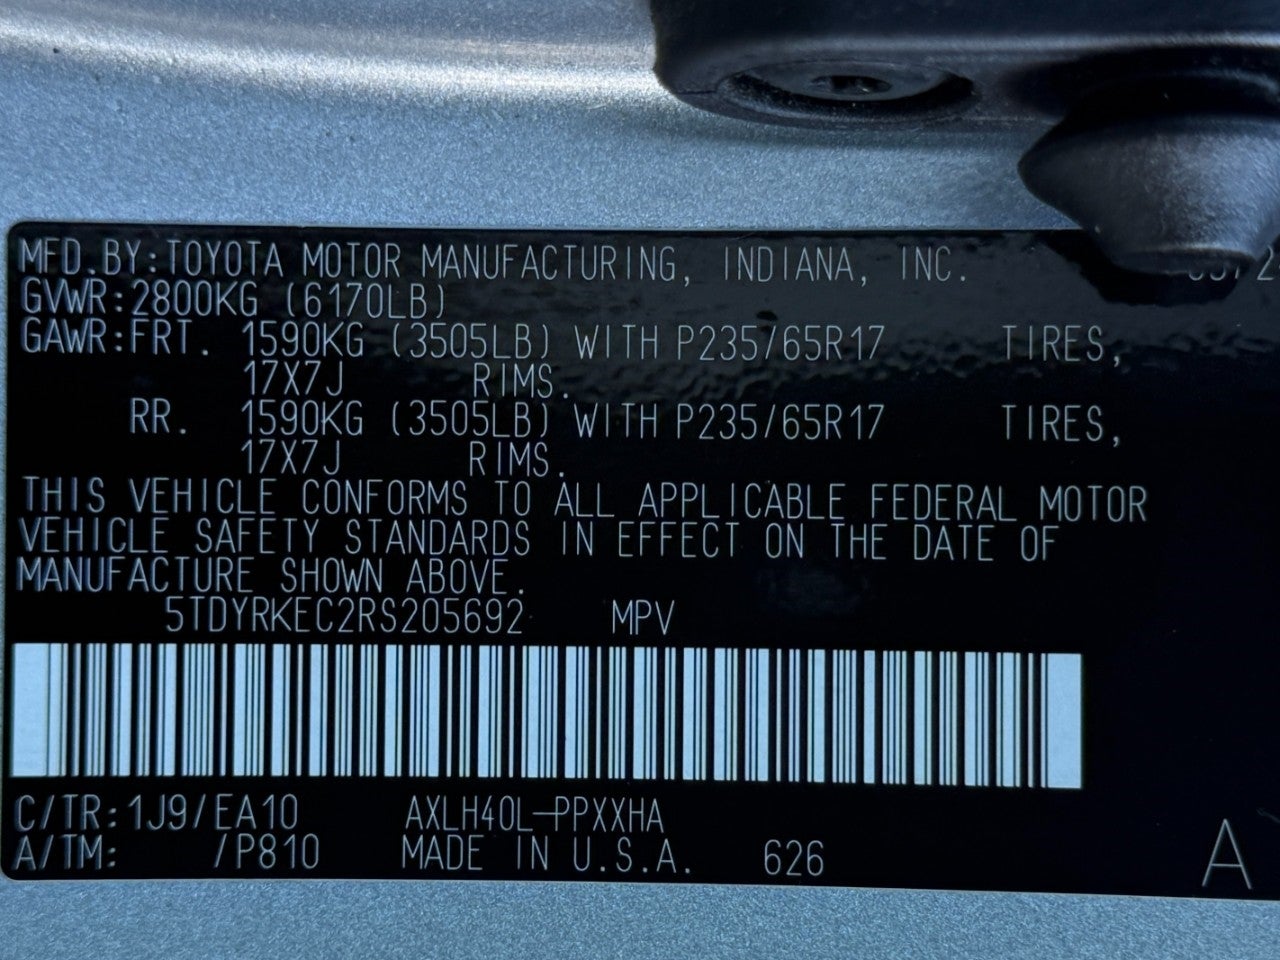 MFD.BY:TOYOTA MOTOR MANUFACTURING, INDIANA, INC.
GVWR:2800KG (6170LB)
GAWR:FRT. 1590KG (3505LB) WITH P235/65R17 TIRES,
17X7J RIMS.
RR. 1590KG (3505LB) WITH P235/65R17 TIRES,
17X7J RIMS.
THIS VEHICLE CONFORMS TO ALL APPLICABLE FEDERAL MOTOR
VEHICLE SAFETY STANDARDS IN EFFECT ON THE DATE OF
MANUFACTURE SHOWN ABOVE.
5TDYRKEC2RS205692 MPV
C/TR:1J9/EA10 AXLH40L-PPXXHA
A/TM: /P810 MADE IN U.S.A. 626 A